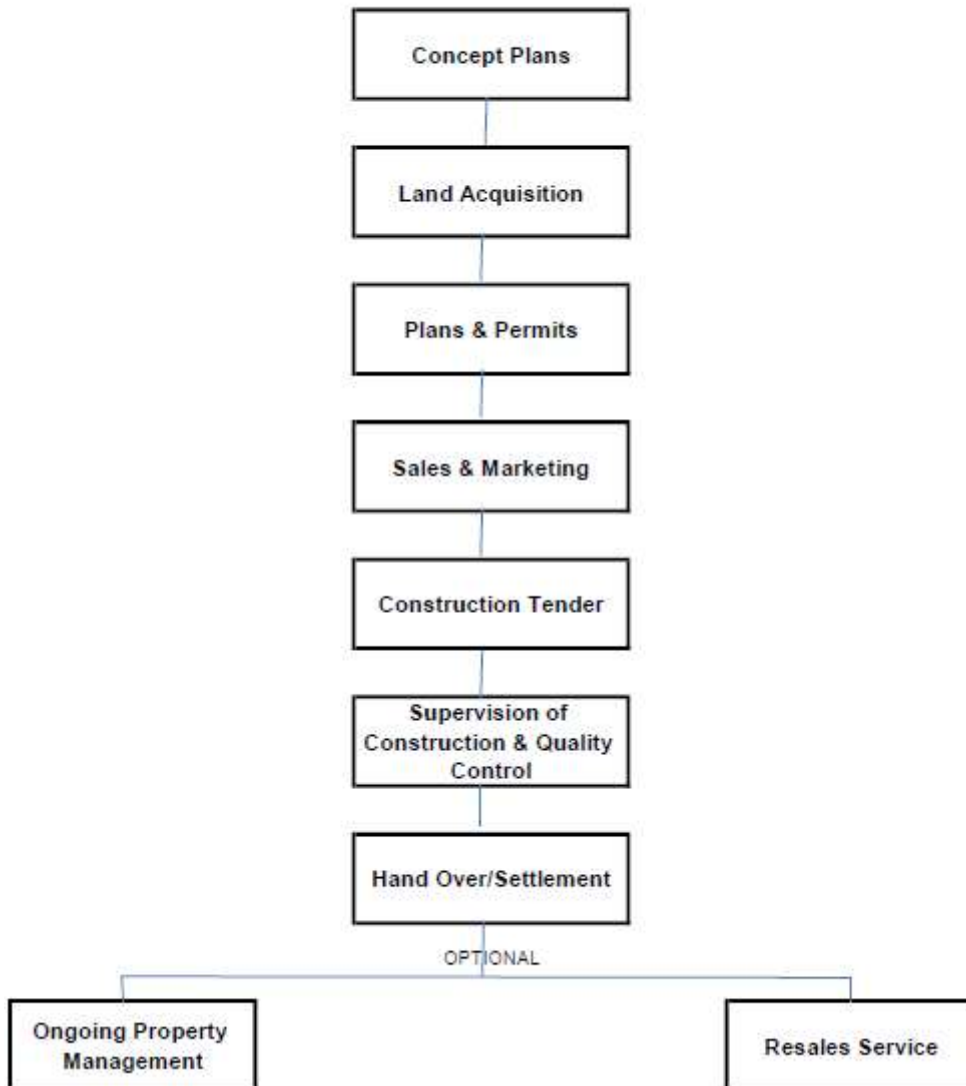 Concept Plans
Land Acquisition
Plans & Permits
Sales & Marketing
Construction Tender
Supervision of
Construction & Quality
Control
Hand Over/Settlement
OPTIONAL
Ongoing Property
Management
Resales Service